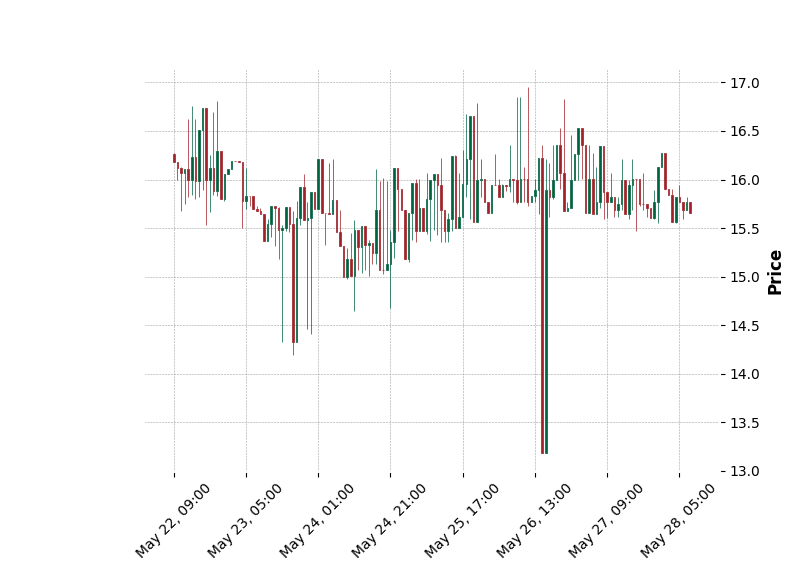 17.0
16.5
16.0
15.5
15.0
14.5
14.0
13.5
13.0
Price
May 22, 09:00
May 23, 05:00
May 24, 01:00
May 24, 21:00
May 25, 17:00
May 26, 13:00
May 27, 09:00
May 28, 05:00